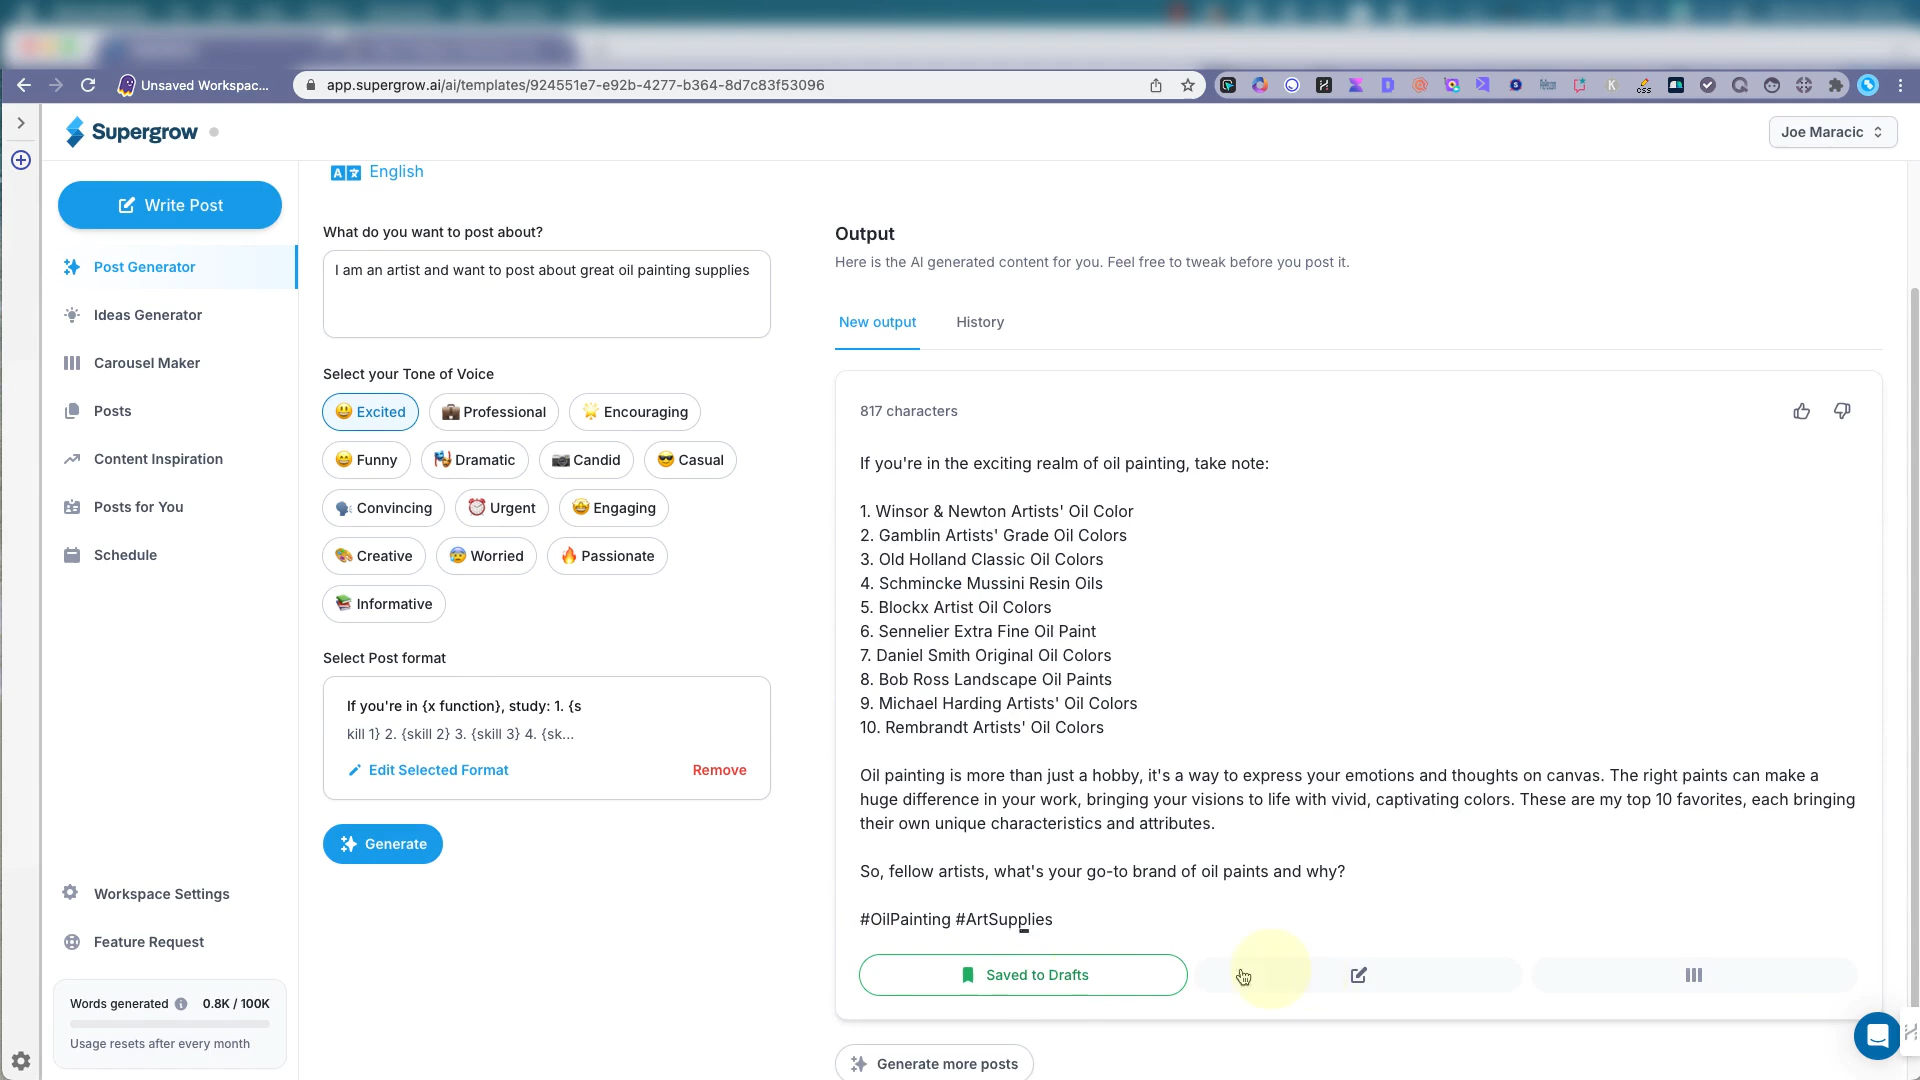 Unsaved Workspac...
app.supergrow.ai/ai/templates/924551e7-e92b-4277-b364-8d7c83f53096
Supergrow
Joe Maracic
Write Post
Post Generator
Ideas Generator
Carousel Maker
Posts
Content Inspiration
Posts for You
Schedule
Workspace Settings
Feature Request
Words generated 0.8K / 100K
Usage resets after every month
English
What do you want to post about?
I am an artist and want to post about great oil painting supplies
Select your Tone of Voice
Excited Professional Encouraging
Funny Dramatic Candid Casual
Convincing Urgent Engaging
Creative Worried Passionate
Informative
Select Post format
If you're in {x function}, study: 1. {s
kill 1} 2. {skill 2} 3. {skill 3} 4. {sk...
Edit Selected Format Remove
Generate
Output
Here is the AI generated content for you. Feel free to tweak before you post it.
New output History
817 characters
If you're in the exciting realm of oil painting, take note:
1. Winsor & Newton Artists' Oil Color
2. Gamblin Artists' Grade Oil Colors
3. Old Holland Classic Oil Colors
4. Schmincke Mussini Resin Oils
5. Blockx Artist Oil Colors
6. Sennelier Extra Fine Oil Paint
7. Daniel Smith Original Oil Colors
8. Bob Ross Landscape Oil Paints
9. Michael Harding Artists' Oil Colors
10. Rembrandt Artists' Oil Colors
Oil painting is more than just a hobby, it's a way to express your emotions and thoughts on canvas. The right paints can make a
huge difference in your work, bringing your visions to life with vivid, captivating colors. These are my top 10 favorites, each bringing
their own unique characteristics and attributes.
So, fellow artists, what's your go-to brand of oil paints and why?
#OilPainting #ArtSupplies
Saved to Drafts
Generate more posts